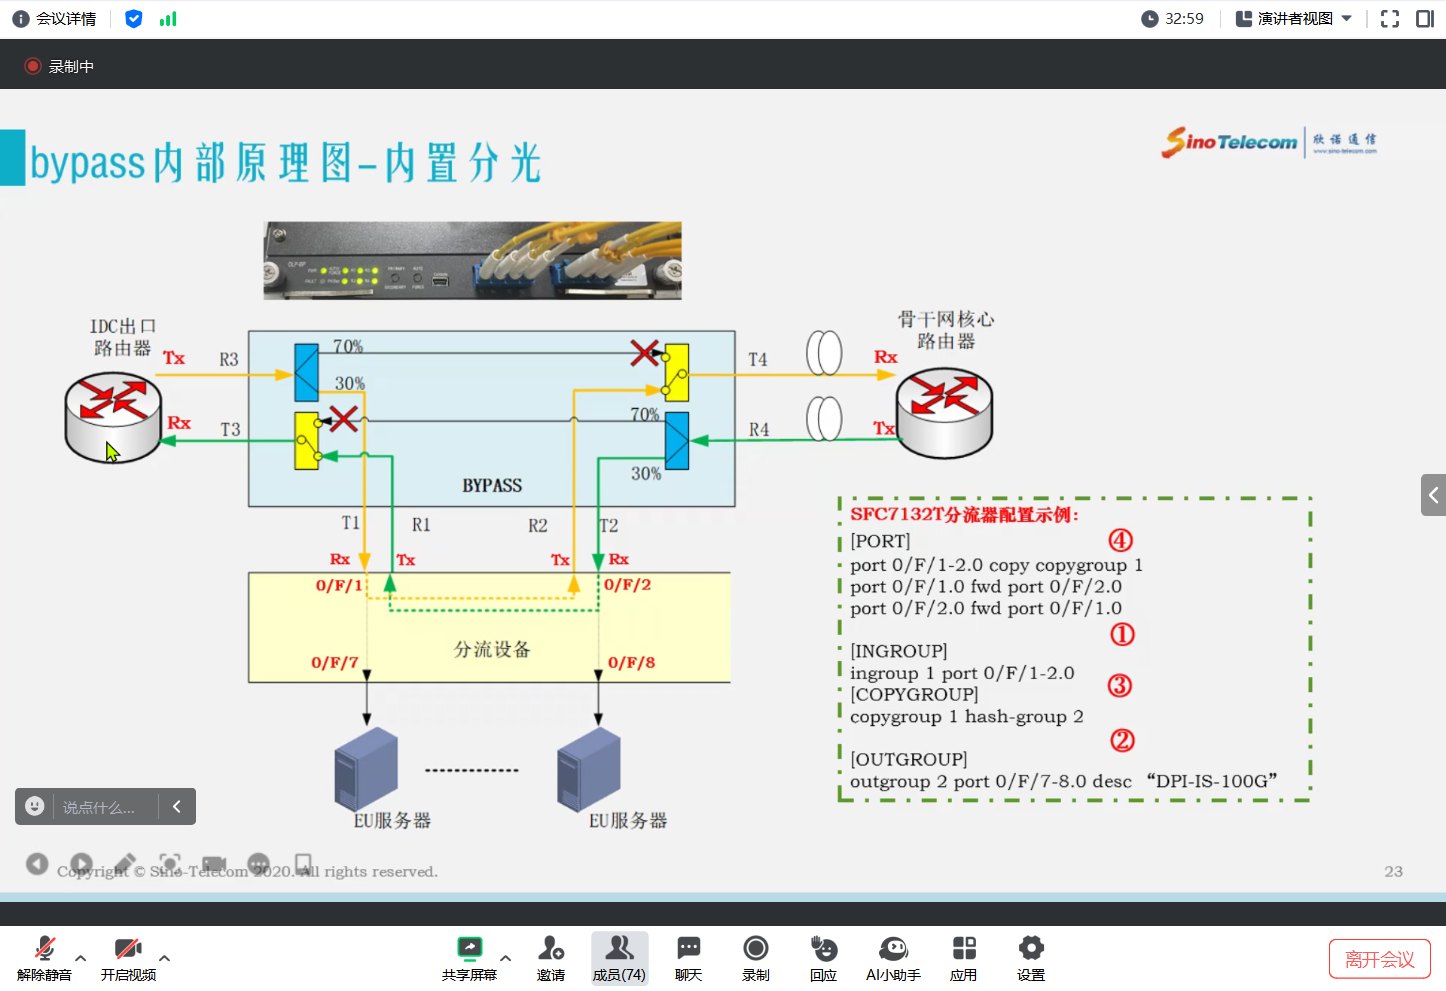 会议详情
32:59
演讲者视图
录制中
bypass内部原理图-内置分光
SinoTelecom 欣诺通信
www.sino-telecom.com
OLP-BP
IDC出口
路由器
骨干网核心
路由器
Tx
R3
70%
T4
Rx
30%
Rx
T3
70%
R4
Tx
30%
BYPASS
T1
R1
R2
T2
Rx
Tx
Tx
Rx
0/F/1
0/F/2
分流设备
0/F/7
0/F/8
EU服务器
EU服务器
SFC7132T分流器配置示例：
[PORT] ④
port 0/F/1-2.0 copy copygroup 1
port 0/F/1.0 fwd port 0/F/2.0
port 0/F/2.0 fwd port 0/F/1.0
①
[INGROUP]
ingroup 1 port 0/F/1-2.0
③
[COPYGROUP]
copygroup 1 hash-group 2
②
[OUTGROUP]
outgroup 2 port 0/F/7-8.0 desc “DPI-IS-100G”
说点什么...
Copyright © Sino-Telecom 2020. All rights reserved.
23
解除静音
开启视频
共享屏幕
邀请
成员(74)
聊天
录制
回应
AI小助手
应用
设置
离开会议